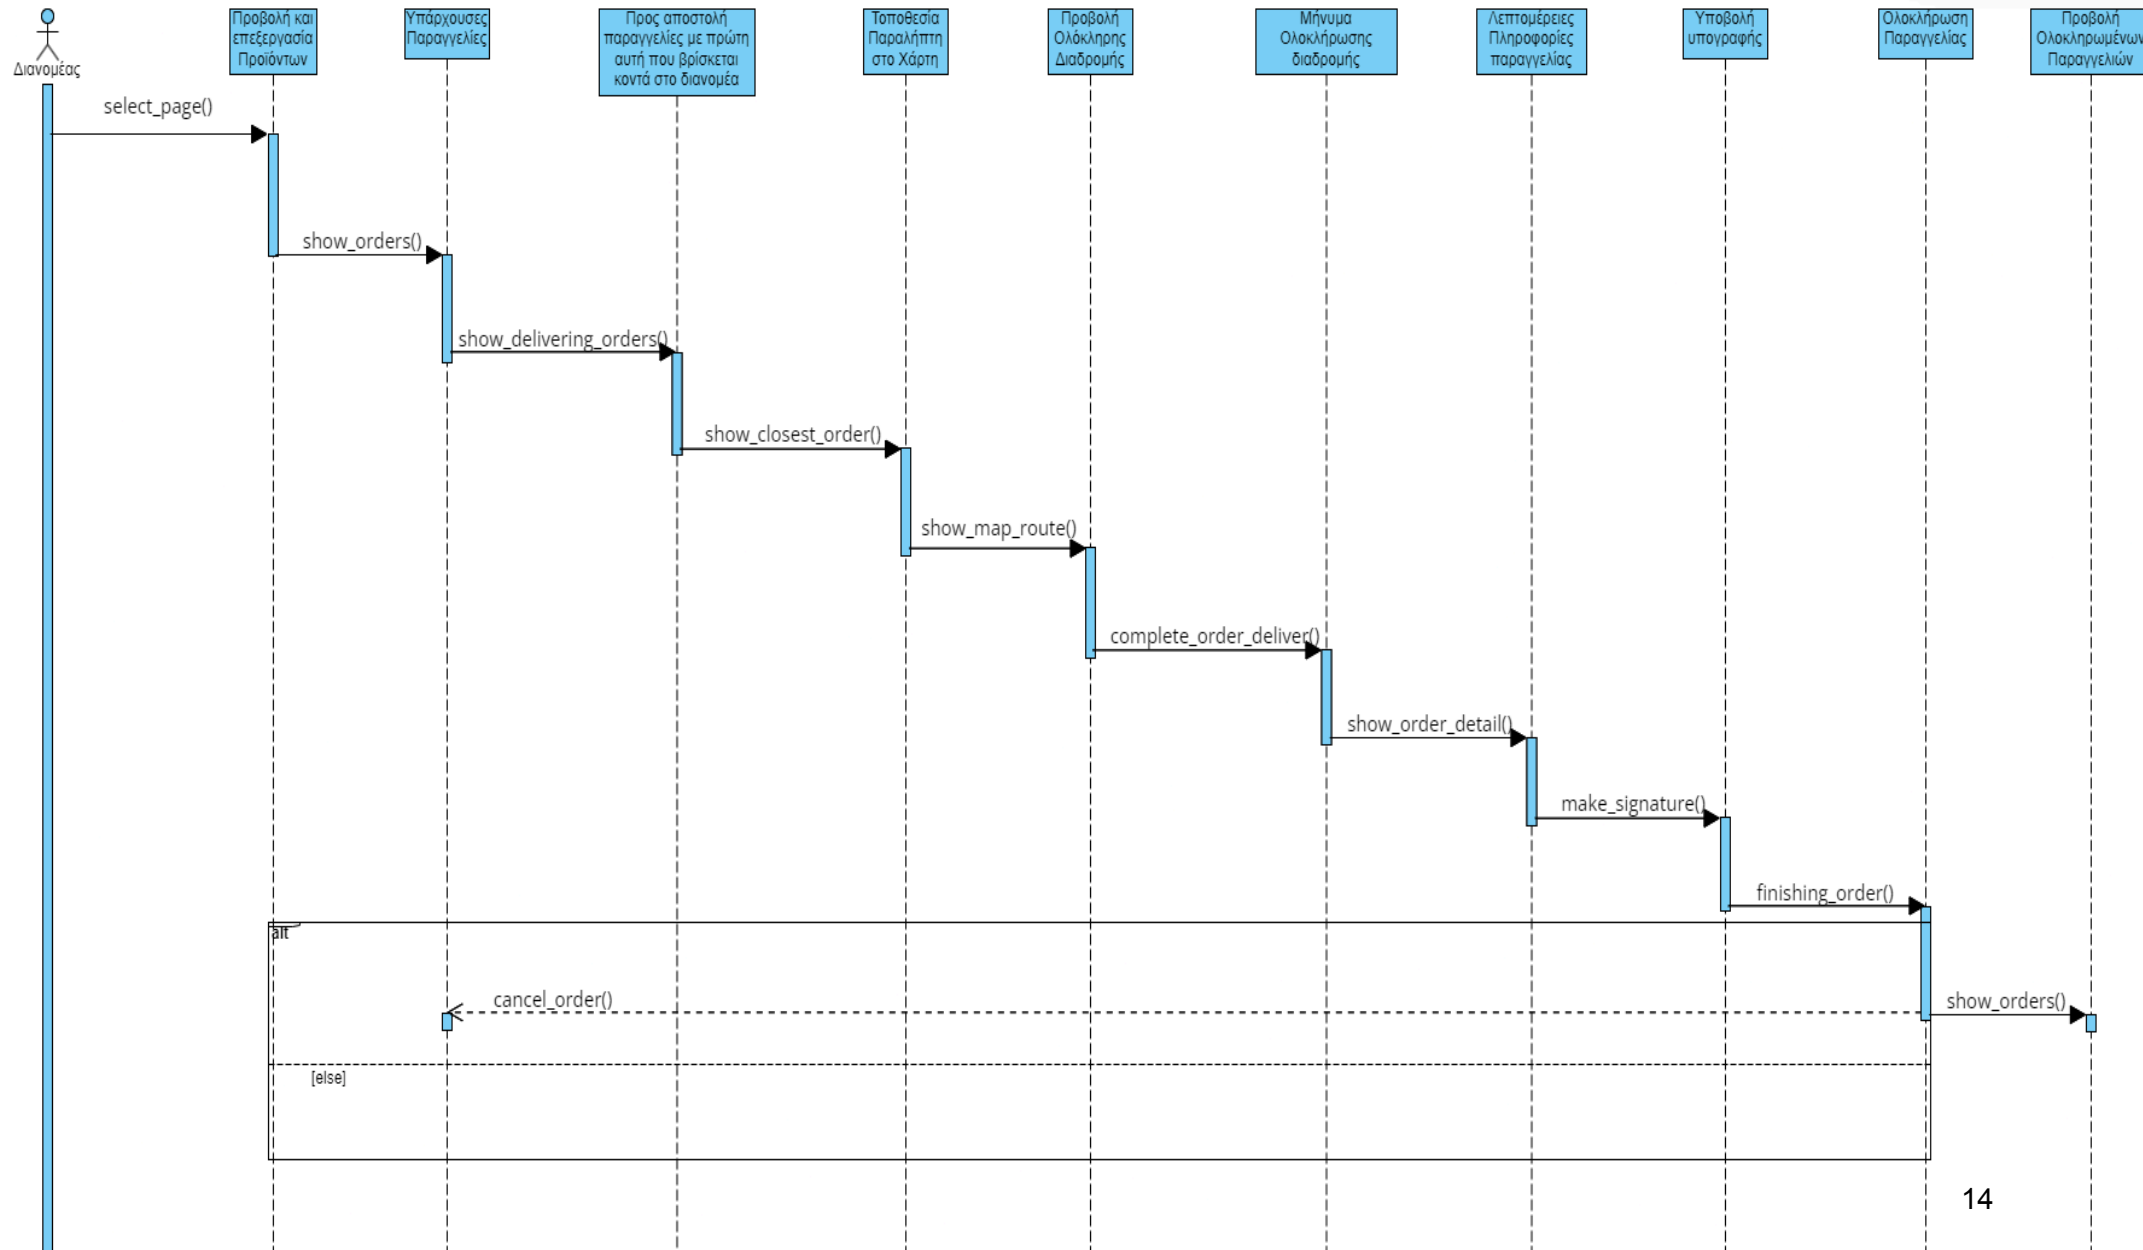 Διανομέας
Προβολή και
επεξεργασία
Προϊόντων
Υπάρχουσες
Παραγγελίες
Προς αποστολή
παραγγελίες με πρώτη
αυτή που βρίσκεται
κοντά στο διανομέα
Τοποθεσία
Παραλήπτη
στο Χάρτη
Προβολή
Ολόκληρης
Διαδρομής
Μήνυμα
Ολοκλήρωσης
διαδρομής
Λεπτομέρειες
Πληροφορίες
παραγγελίας
Υποβολή
υπογραφής
Ολοκλήρωση
Παραγγελίας
Προβολή
Ολοκληρωμένων
Παραγγελιών
select_page()
show_orders()
show_delivering_orders()
show_closest_order()
show_map_route()
complete_order_deliver()
show_order_detail()
make_signature()
finishing_order()
alt
cancel_order()
show_orders()
[else]
14